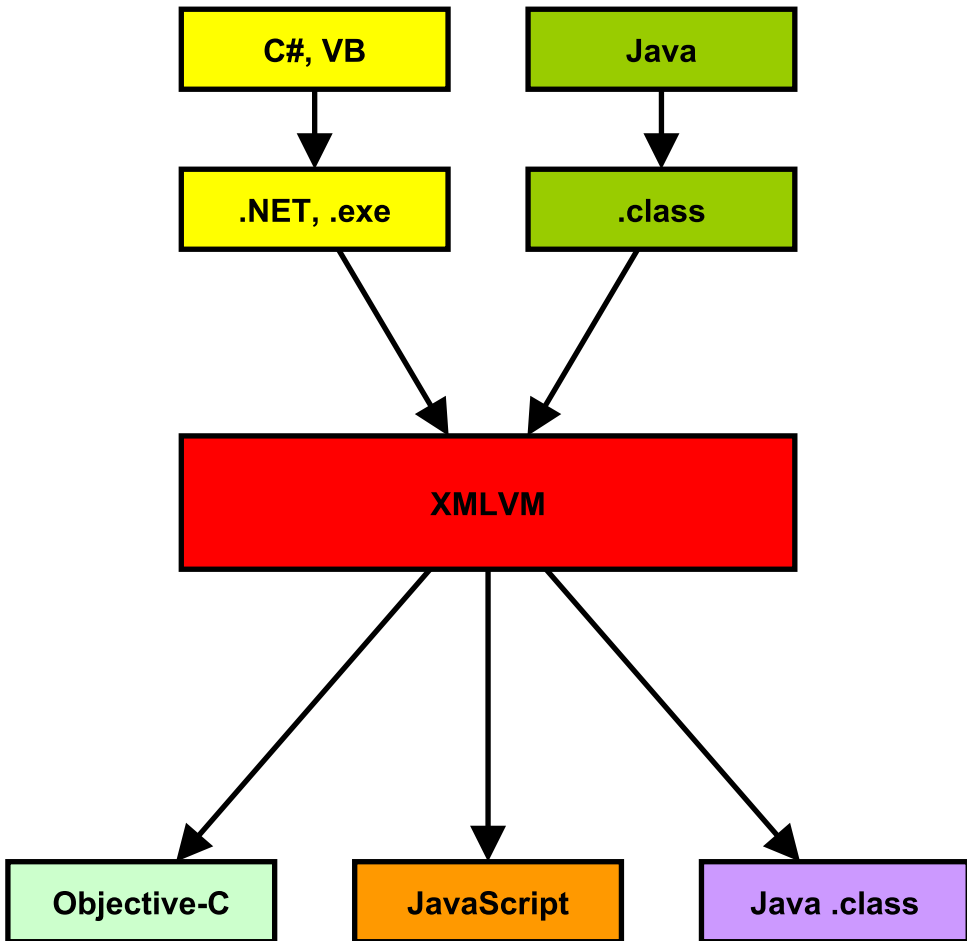 C#, VB
Java
.NET, .exe
.class
XMLVM
Objective-C
JavaScript
Java .class